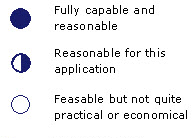 Fully capable and
reasonable
Reasonable for this
application
Feasable but not quite
practical or economical